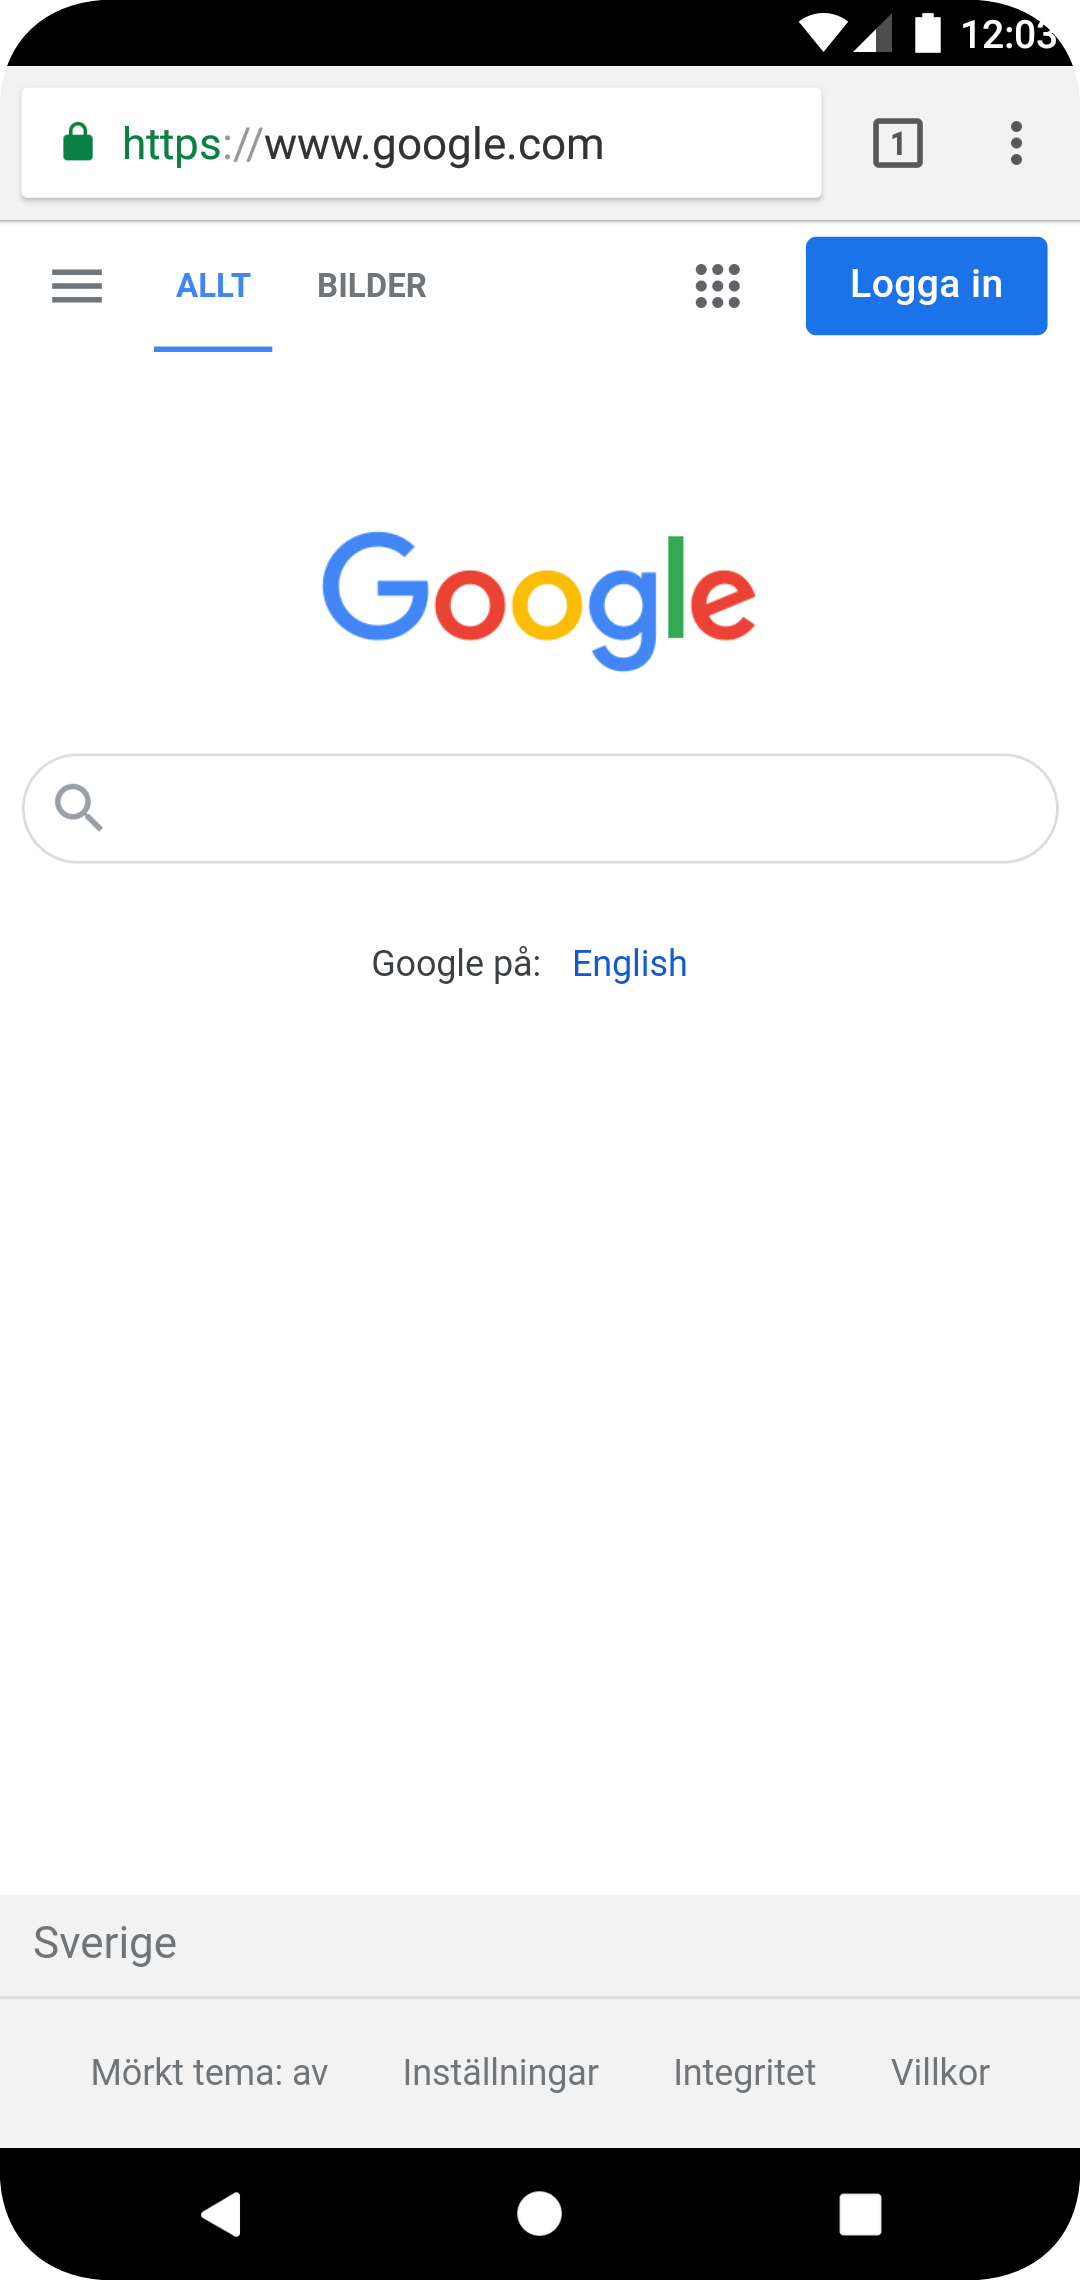 12:03
https://www.google.com
1
ALLT BILDER Logga in
Google
Google på: English
Sverige
Mörkt tema: av Inställningar Integritet Villkor